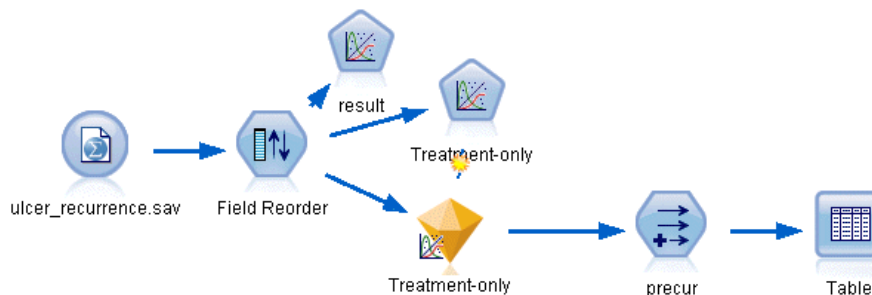 result
Treatment-only
ulcer_recurrence.sav
Field Reorder
Treatment-only
precur
Table